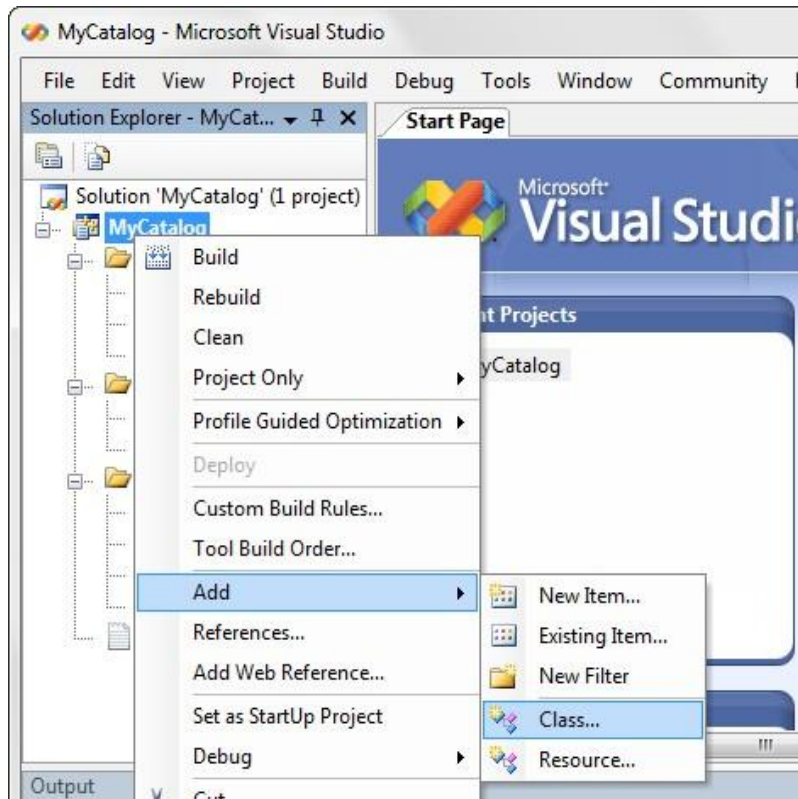 MyCatalog - Microsoft Visual Studio
File Edit View Project Build Debug Tools Window Community
Solution Explorer - MyCat...
Start Page
Solution 'MyCatalog' (1 project)
MyCatalog
Microsoft
Visual Studi
Build
Rebuild
Clean
Project Only
Profile Guided Optimization
Deploy
Custom Build Rules...
Tool Build Order...
Add
References...
Add Web Reference...
Set as StartUp Project
Debug
Cut
nt Projects
yCatalog
New Item...
Existing Item...
New Filter
Class...
Resource...
Output